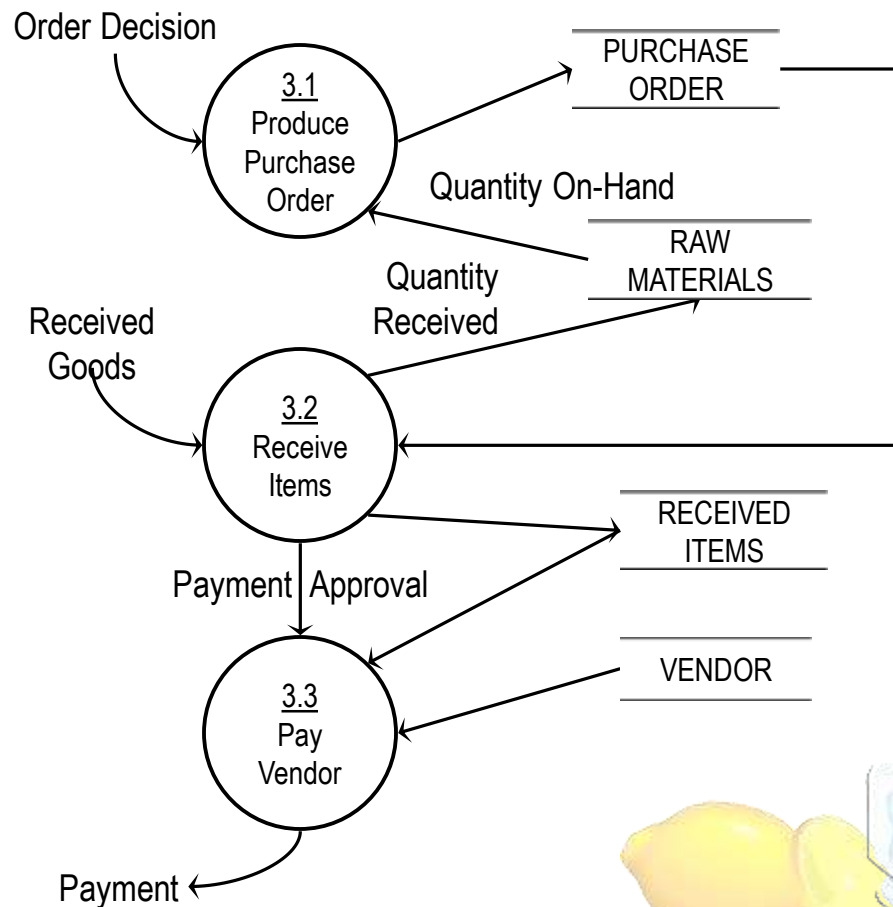 Order Decision
3.1
Produce
Purchase
Order
PURCHASE
ORDER
Quantity On-Hand
RAW
MATERIALS
Quantity
Received
Received
Goods
3.2
Receive
Items
RECEIVED
ITEMS
Payment Approval
VENDOR
3.3
Pay
Vendor
Payment